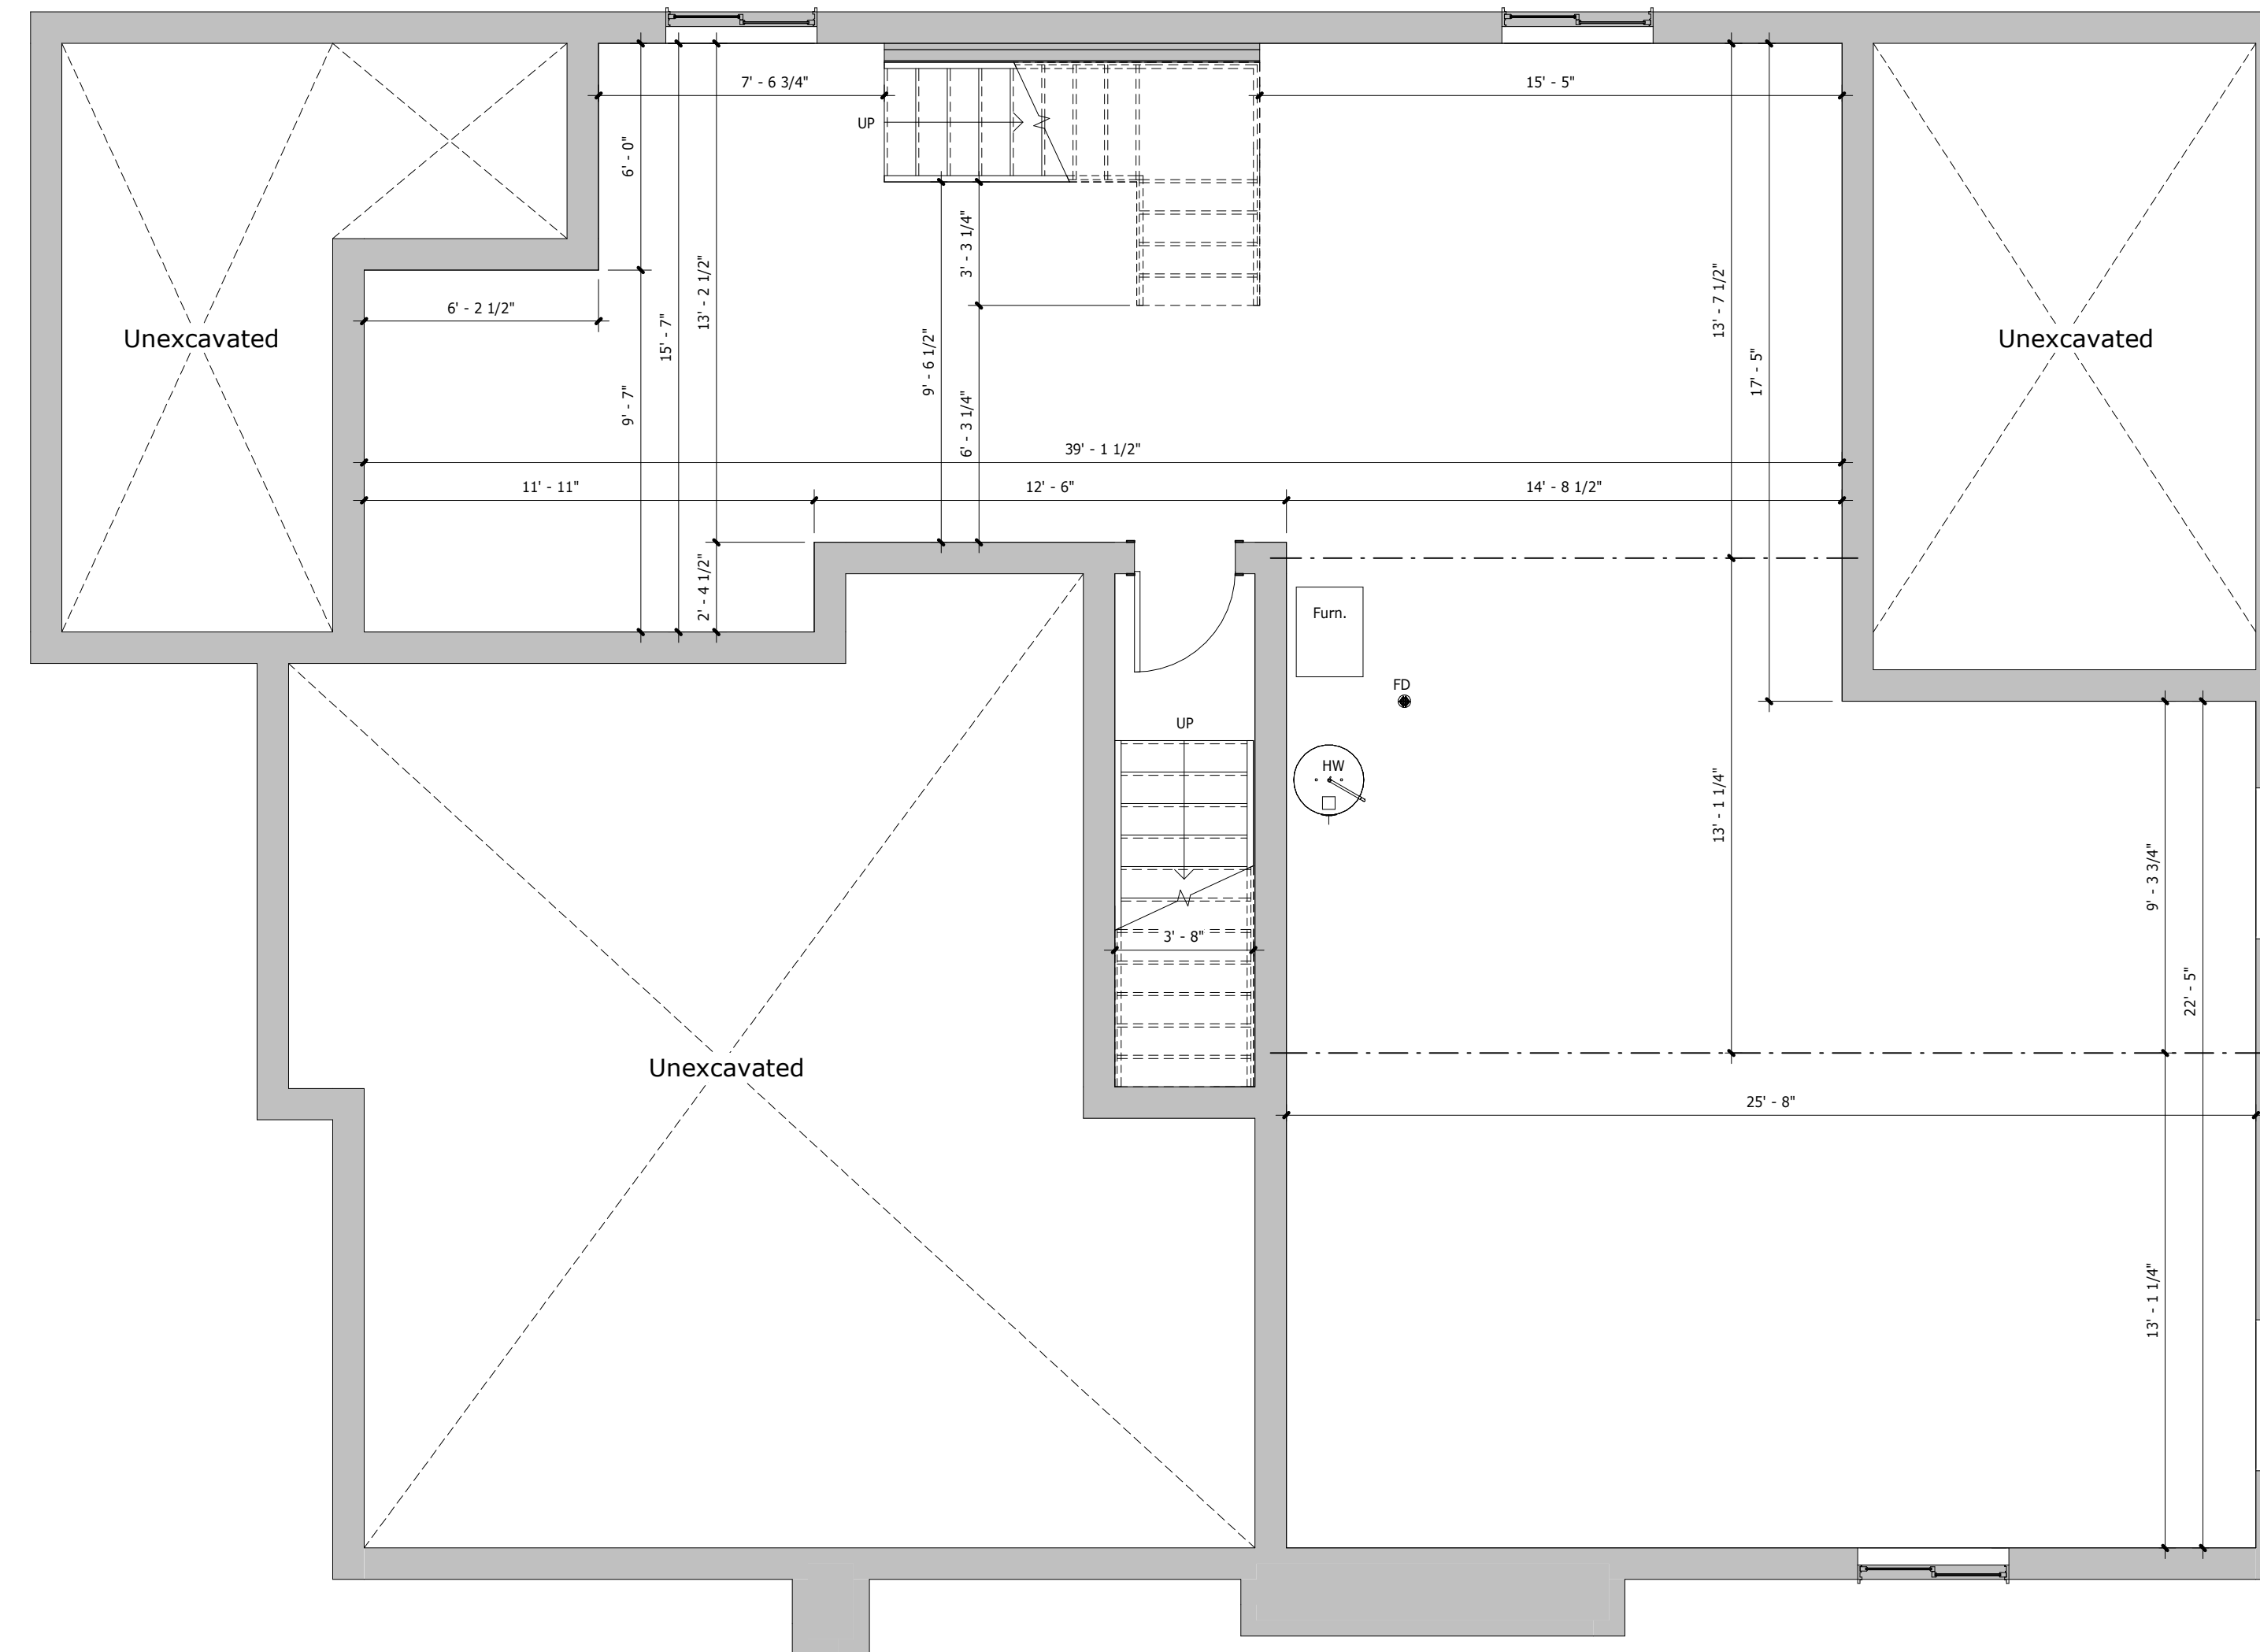 7' - 6 3/4"
15' - 5"
UP
6' - 0"
3' - 3 1/4"
13' - 2 1/2"
13' - 7 1/2"
6' - 2 1/2"
15' - 7"
Unexcavated
Unexcavated
9' - 6 1/2"
17' - 5"
9' - 7"
6' - 3 1/4"
39' - 1 1/2"
11' - 11"
12' - 6"
14' - 8 1/2"
2' - 4 1/2"
Furn.
FD
UP
HW
13' - 1 1/4"
9' - 3 3/4"
3' - 8"
22' - 5"
Unexcavated
25' - 8"
13' - 1 1/4"